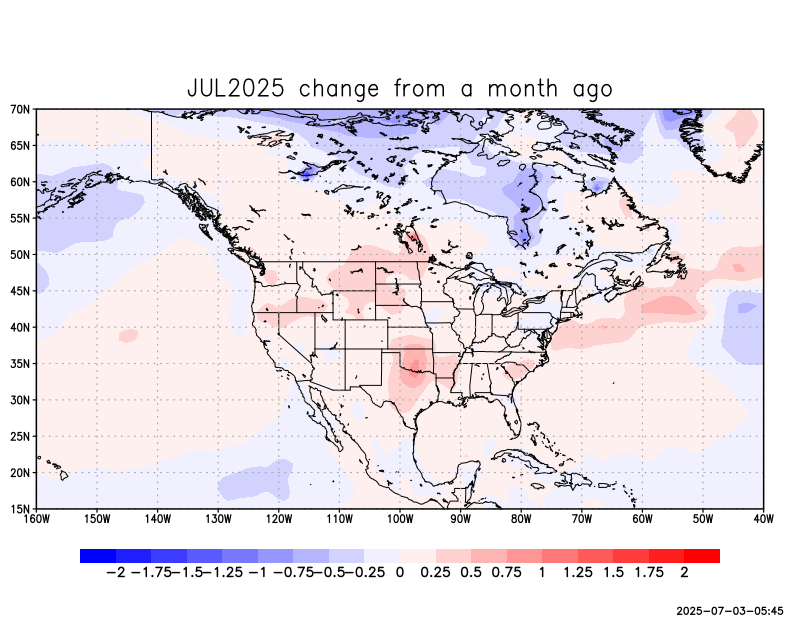 JUL2025 change from a month ago
70N
65N
60N
55N
50N
45N
40N
35N
30N
25N
20N
15N
160W 150W 140W 130W 120W 110W 100W 90W 80W 70W 60W 50W 40W
−2 −1.75 −1.5 −1.25 −1 −0.75 −0.5 −0.25 0 0.25 0.5 0.75 1 1.25 1.5 1.75 2
2025-07-03-05:45